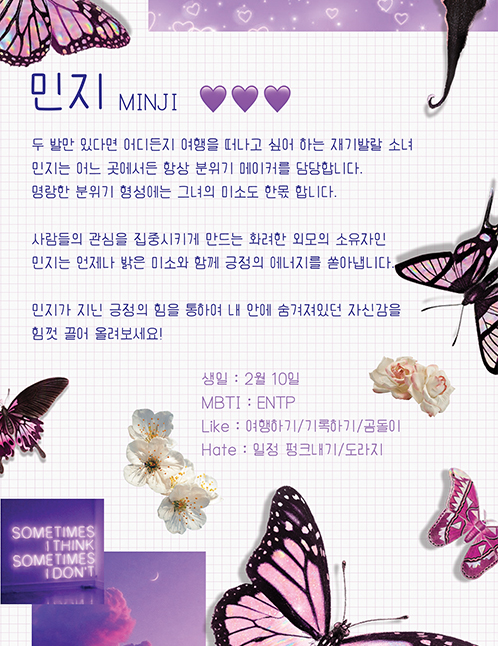 민지 MINJI 💜💜💜
두 발만 있다면 어디든지 여행을 떠나고 싶어 하는 재기발랄 소녀
민지는 어느 곳에서든 항상 분위기 메이커를 담당합니다.
명랑한 분위기 형성에는 그녀의 미소도 한몫 합니다.
사람들의 관심을 집중시키게 만드는 화려한 외모의 소유자인
민지는 언제나 밝은 미소와 함께 긍정의 에너지를 쏟아냅니다.
민지가 지닌 긍정의 힘을 통하여 내 안에 숨겨져있던 자신감을
힘껏 끌어 올려보세요!
생일 : 2월 10일
MBTI : ENTP
Like : 여행하기/기록하기/곰돌이
Hate : 일정 펑크내기/도라지
SOMETIMES
I THINK
SOMETIMES
I DON'T